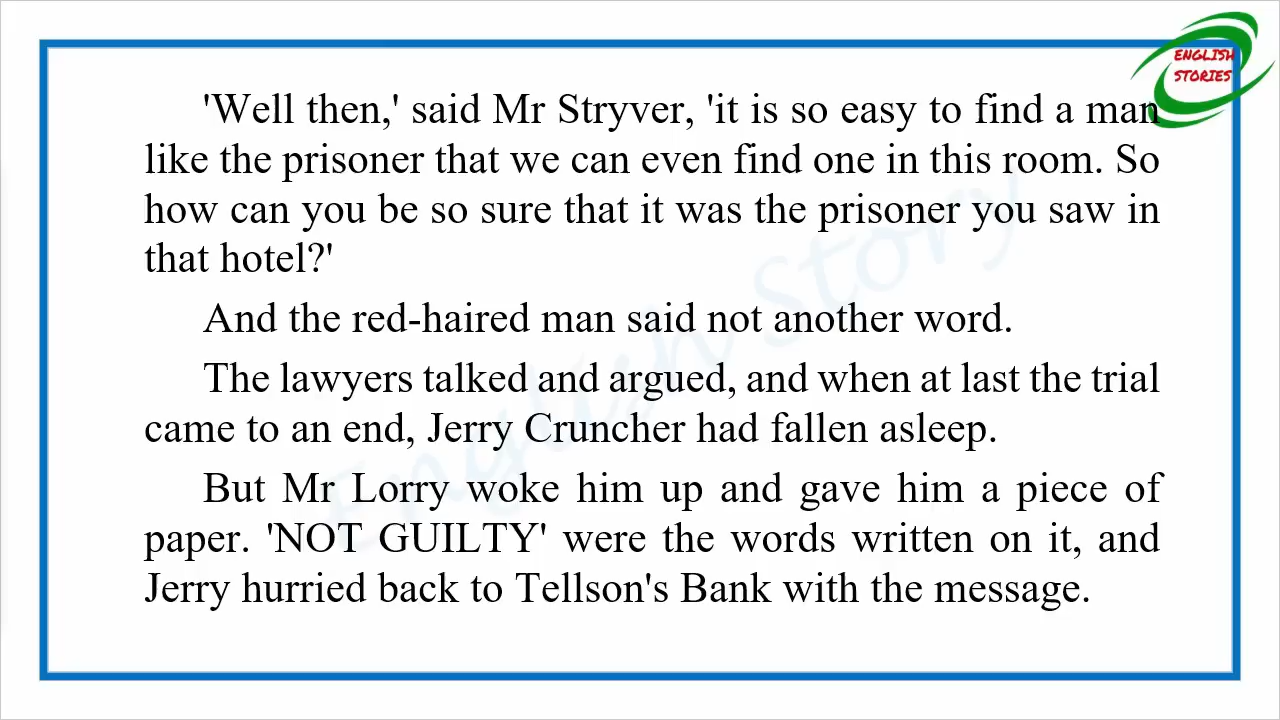 ENGLISH
STORIES
'Well then,' said Mr Stryver, 'it is so easy to find a man
like the prisoner that we can even find one in this room. So
how can you be so sure that it was the prisoner you saw in
that hotel?'
And the red-haired man said not another word.
The lawyers talked and argued, and when at last the trial
came to an end, Jerry Cruncher had fallen asleep.
But Mr Lorry woke him up and gave him a piece of
paper. 'NOT GUILTY' were the words written on it, and
Jerry hurried back to Tellson's Bank with the message.
English Story